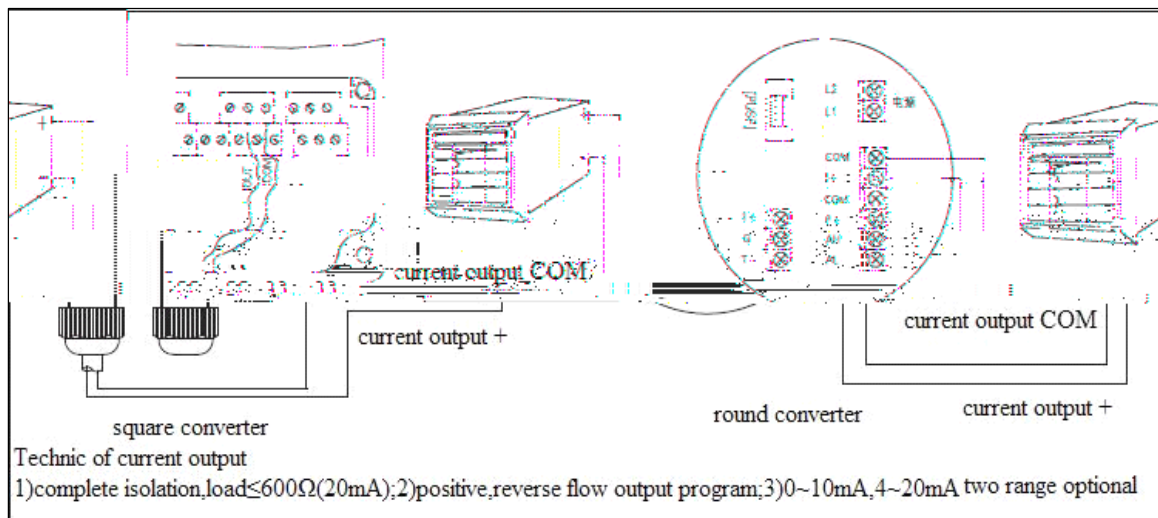 L2
电源
L1
COM
I+
COM
P+
current output COM
current output +
current output COM
current output +
square converter
round converter
Technic of current output
1)complete isolation,load≤600Ω(20mA);2)positive,reverse flow output program;3)0~10mA,4~20mA two range optional